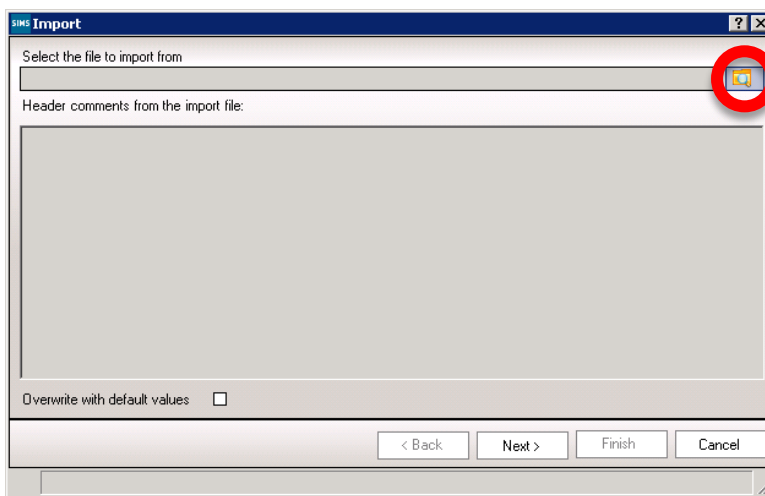 SIMS Import
Select the file to import from
Header comments from the import file:
Overwrite with default values
< Back Next > Finish Cancel